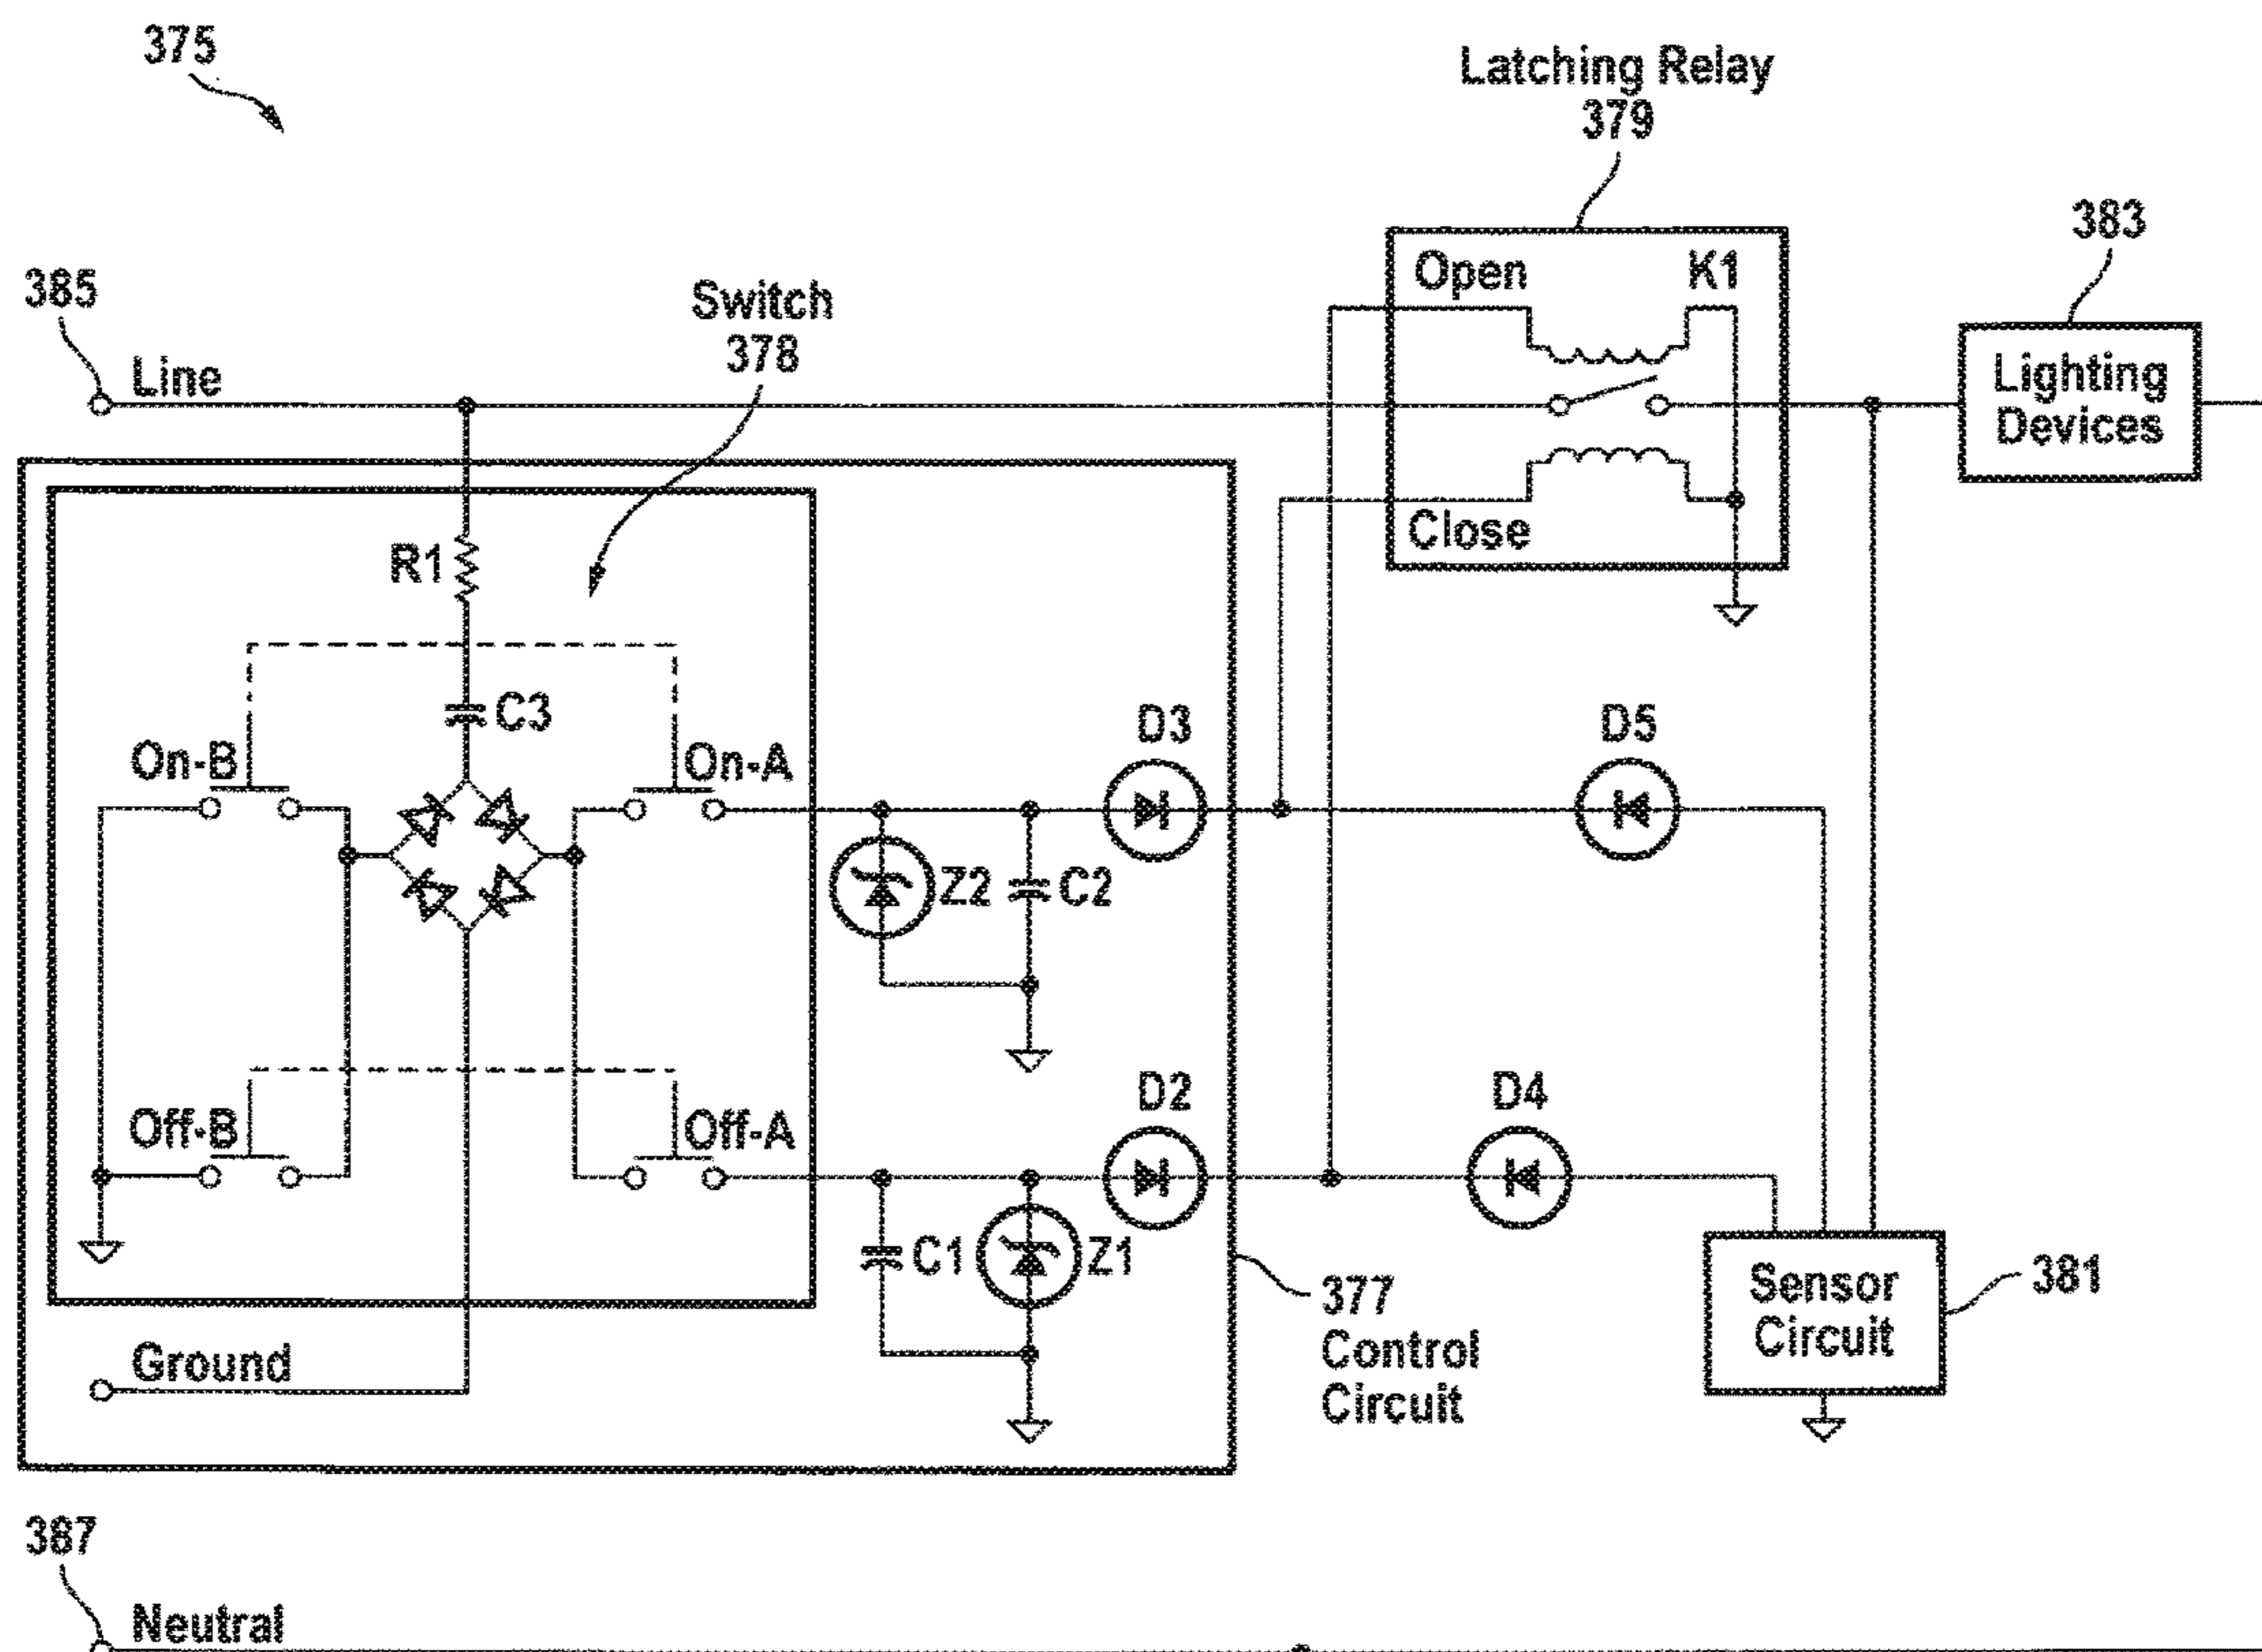 375
Latching Relay
379
383
385
Switch
378
Open
K1
Line
Lighting
Devices
Close
R1
C3
D3
D5
On-B
On-A
Z2
C2
D2
D4
Off-B
Off-A
C1
Z1
377
Control
Circuit
Sensor
Circuit
381
Ground
387
Neutral